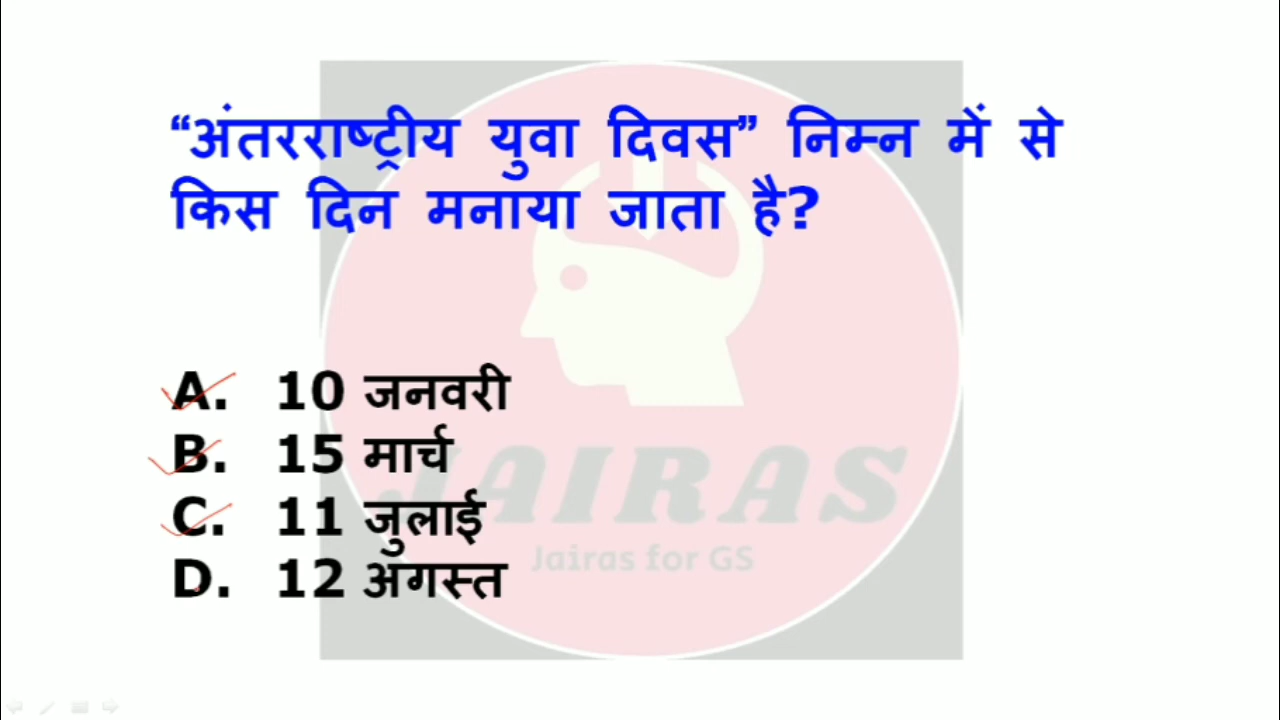 “अंतरराष्ट्रीय युवा दिवस” निम्न में से
किस दिन मनाया जाता है?
A. 10 जनवरी
B. 15 मार्च
C. 11 जुलाई
D. 12 अगस्त
JAIRAS
Jairas for GS